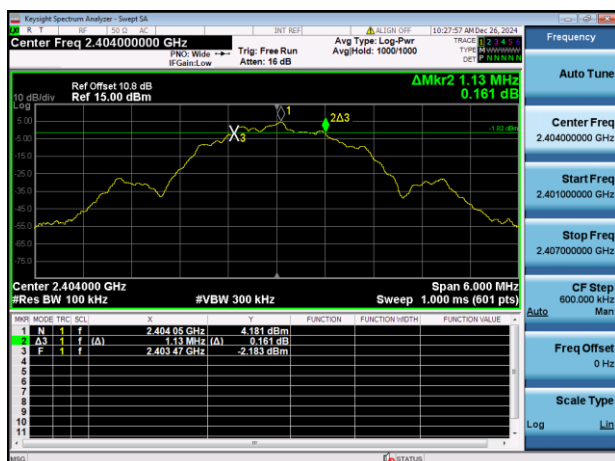 Keysight Spectrum Analyzer - Swept SA
R T RF 50 Ω AC INT REF ALIGN OFF 10:27:57 AM Dec 26, 2024
Center Freq 2.404000000 GHz
PNO: Wide
IFGain:Low
Trig: Free Run
Atten: 16 dB
Avg Type: Log-Pwr
Avg|Hold: 1000/1000
TRACE 1 2 3 4 5 6
TYPE M
DET P N N N N N
Frequency
Auto Tune
Center Freq
2.404000000 GHz
Start Freq
2.401000000 GHz
Stop Freq
2.407000000 GHz
CF Step
600.000 kHz
Auto Man
Freq Offset
0 Hz
Scale Type
Log Lin
ΔMkr2 1.13 MHz
0.161 dB
Ref Offset 10.8 dB
10 dB/div Ref 15.00 dBm
Log
5.00
-5.00
-15.0
-25.0
-35.0
-45.0
-55.0
-65.0
-75.0
1
2Δ3
3
-1.82 dBm
Center 2.404000 GHz Span 6.000 MHz
#Res BW 100 kHz #VBW 300 kHz Sweep 1.000 ms (601 pts)
MKR MODE TRC SCL X Y FUNCTION FUNCTION WIDTH FUNCTION VALUE
1 N 1 f 2.404 05 GHz 4.181 dBm
2 Δ3 1 f (Δ) 1.13 MHz (Δ) 0.161 dB
3 F 1 f 2.403 47 GHz -2.183 dBm
4
5
6
7
8
9
10
11
MSG STATUS